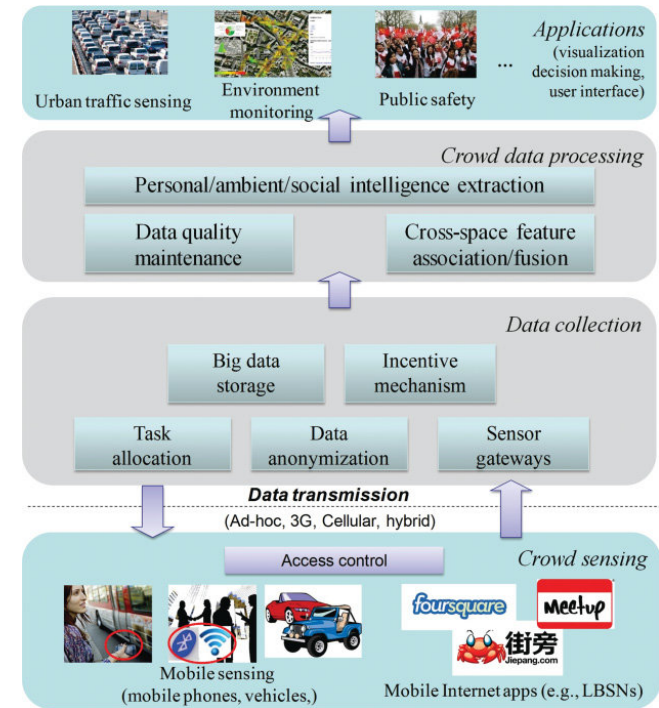 Applications
(visualization
decision making,
user interface)
...
Urban traffic sensing
Environment
monitoring
Public safety
Crowd data processing
Personal/ambient/social intelligence extraction
Data quality
maintenance
Cross-space feature
association/fusion
Data collection
Big data
storage
Incentive
mechanism
Task
allocation
Data
anonymization
Sensor
gateways
Data transmission
(Ad-hoc, 3G, Cellular, hybrid)
Access control
Crowd sensing
foursquare
Meetup
街旁
Jiepang.com
Mobile sensing
(mobile phones, vehicles,)
Mobile Internet apps (e.g., LBSNs)